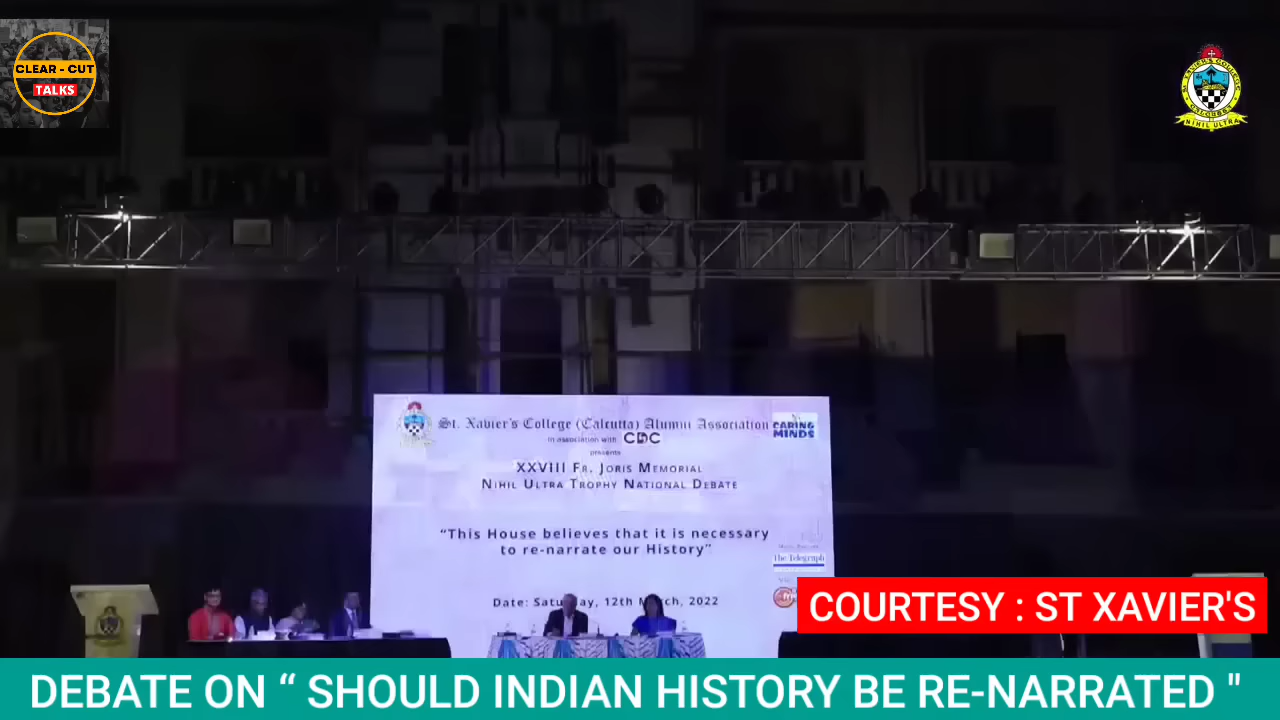 CLEAR - CUT
TALKS
NIHIL ULTRA
St. Xavier's College (Calcutta) Alumni Association
in association with CDC
presents
XXVIII Fr. Joris Memorial
Nihil Ultra Trophy National Debate
CARING
MINDS
“This House believes that it is necessary
to re-narrate our History”
The Telegraph
Date: Saturday, 12th March, 2022
COURTESY : ST XAVIER'S
DEBATE ON “ SHOULD INDIAN HISTORY BE RE-NARRATED "